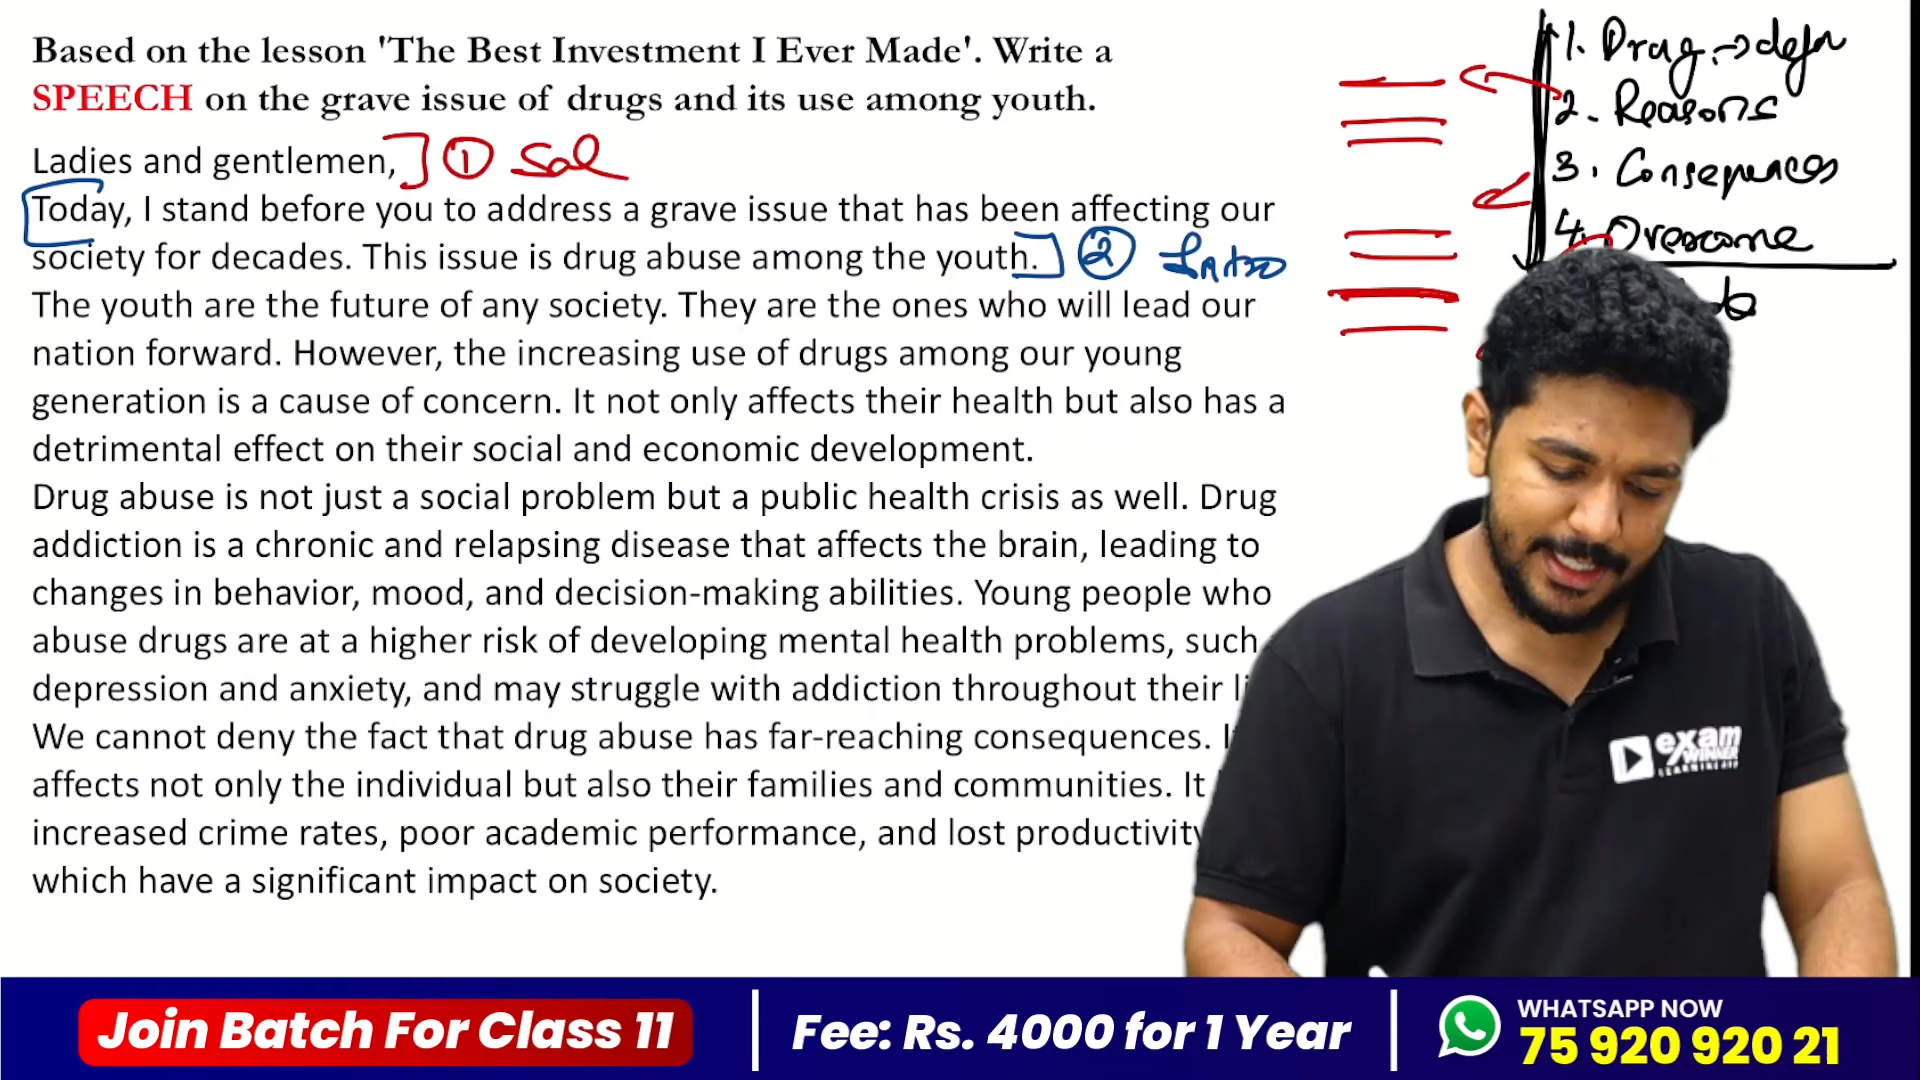 Based on the lesson 'The Best Investment I Ever Made'. Write a
SPEECH on the grave issue of drugs and its use among youth.
Ladies and gentlemen,
1 Sal
Today, I stand before you to address a grave issue that has been affecting our
society for decades. This issue is drug abuse among the youth.
2 Intro
The youth are the future of any society. They are the ones who will lead our
nation forward. However, the increasing use of drugs among our young
generation is a cause of concern. It not only affects their health but also has a
detrimental effect on their social and economic development.
Drug abuse is not just a social problem but a public health crisis as well. Drug
addiction is a chronic and relapsing disease that affects the brain, leading to
changes in behavior, mood, and decision-making abilities. Young people who
abuse drugs are at a higher risk of developing mental health problems, such
depression and anxiety, and may struggle with addiction throughout their
We cannot deny the fact that drug abuse has far-reaching consequences.
affects not only the individual but also their families and communities. It
increased crime rates, poor academic performance, and lost productivity
which have a significant impact on society.
1. Drug → defn
2. Reasons
3. Consequences
4. Overcome
exam
WINNER
LEARNING APP
Join Batch For Class 11
Fee: Rs. 4000 for 1 Year
WHATSAPP NOW
75 920 920 21